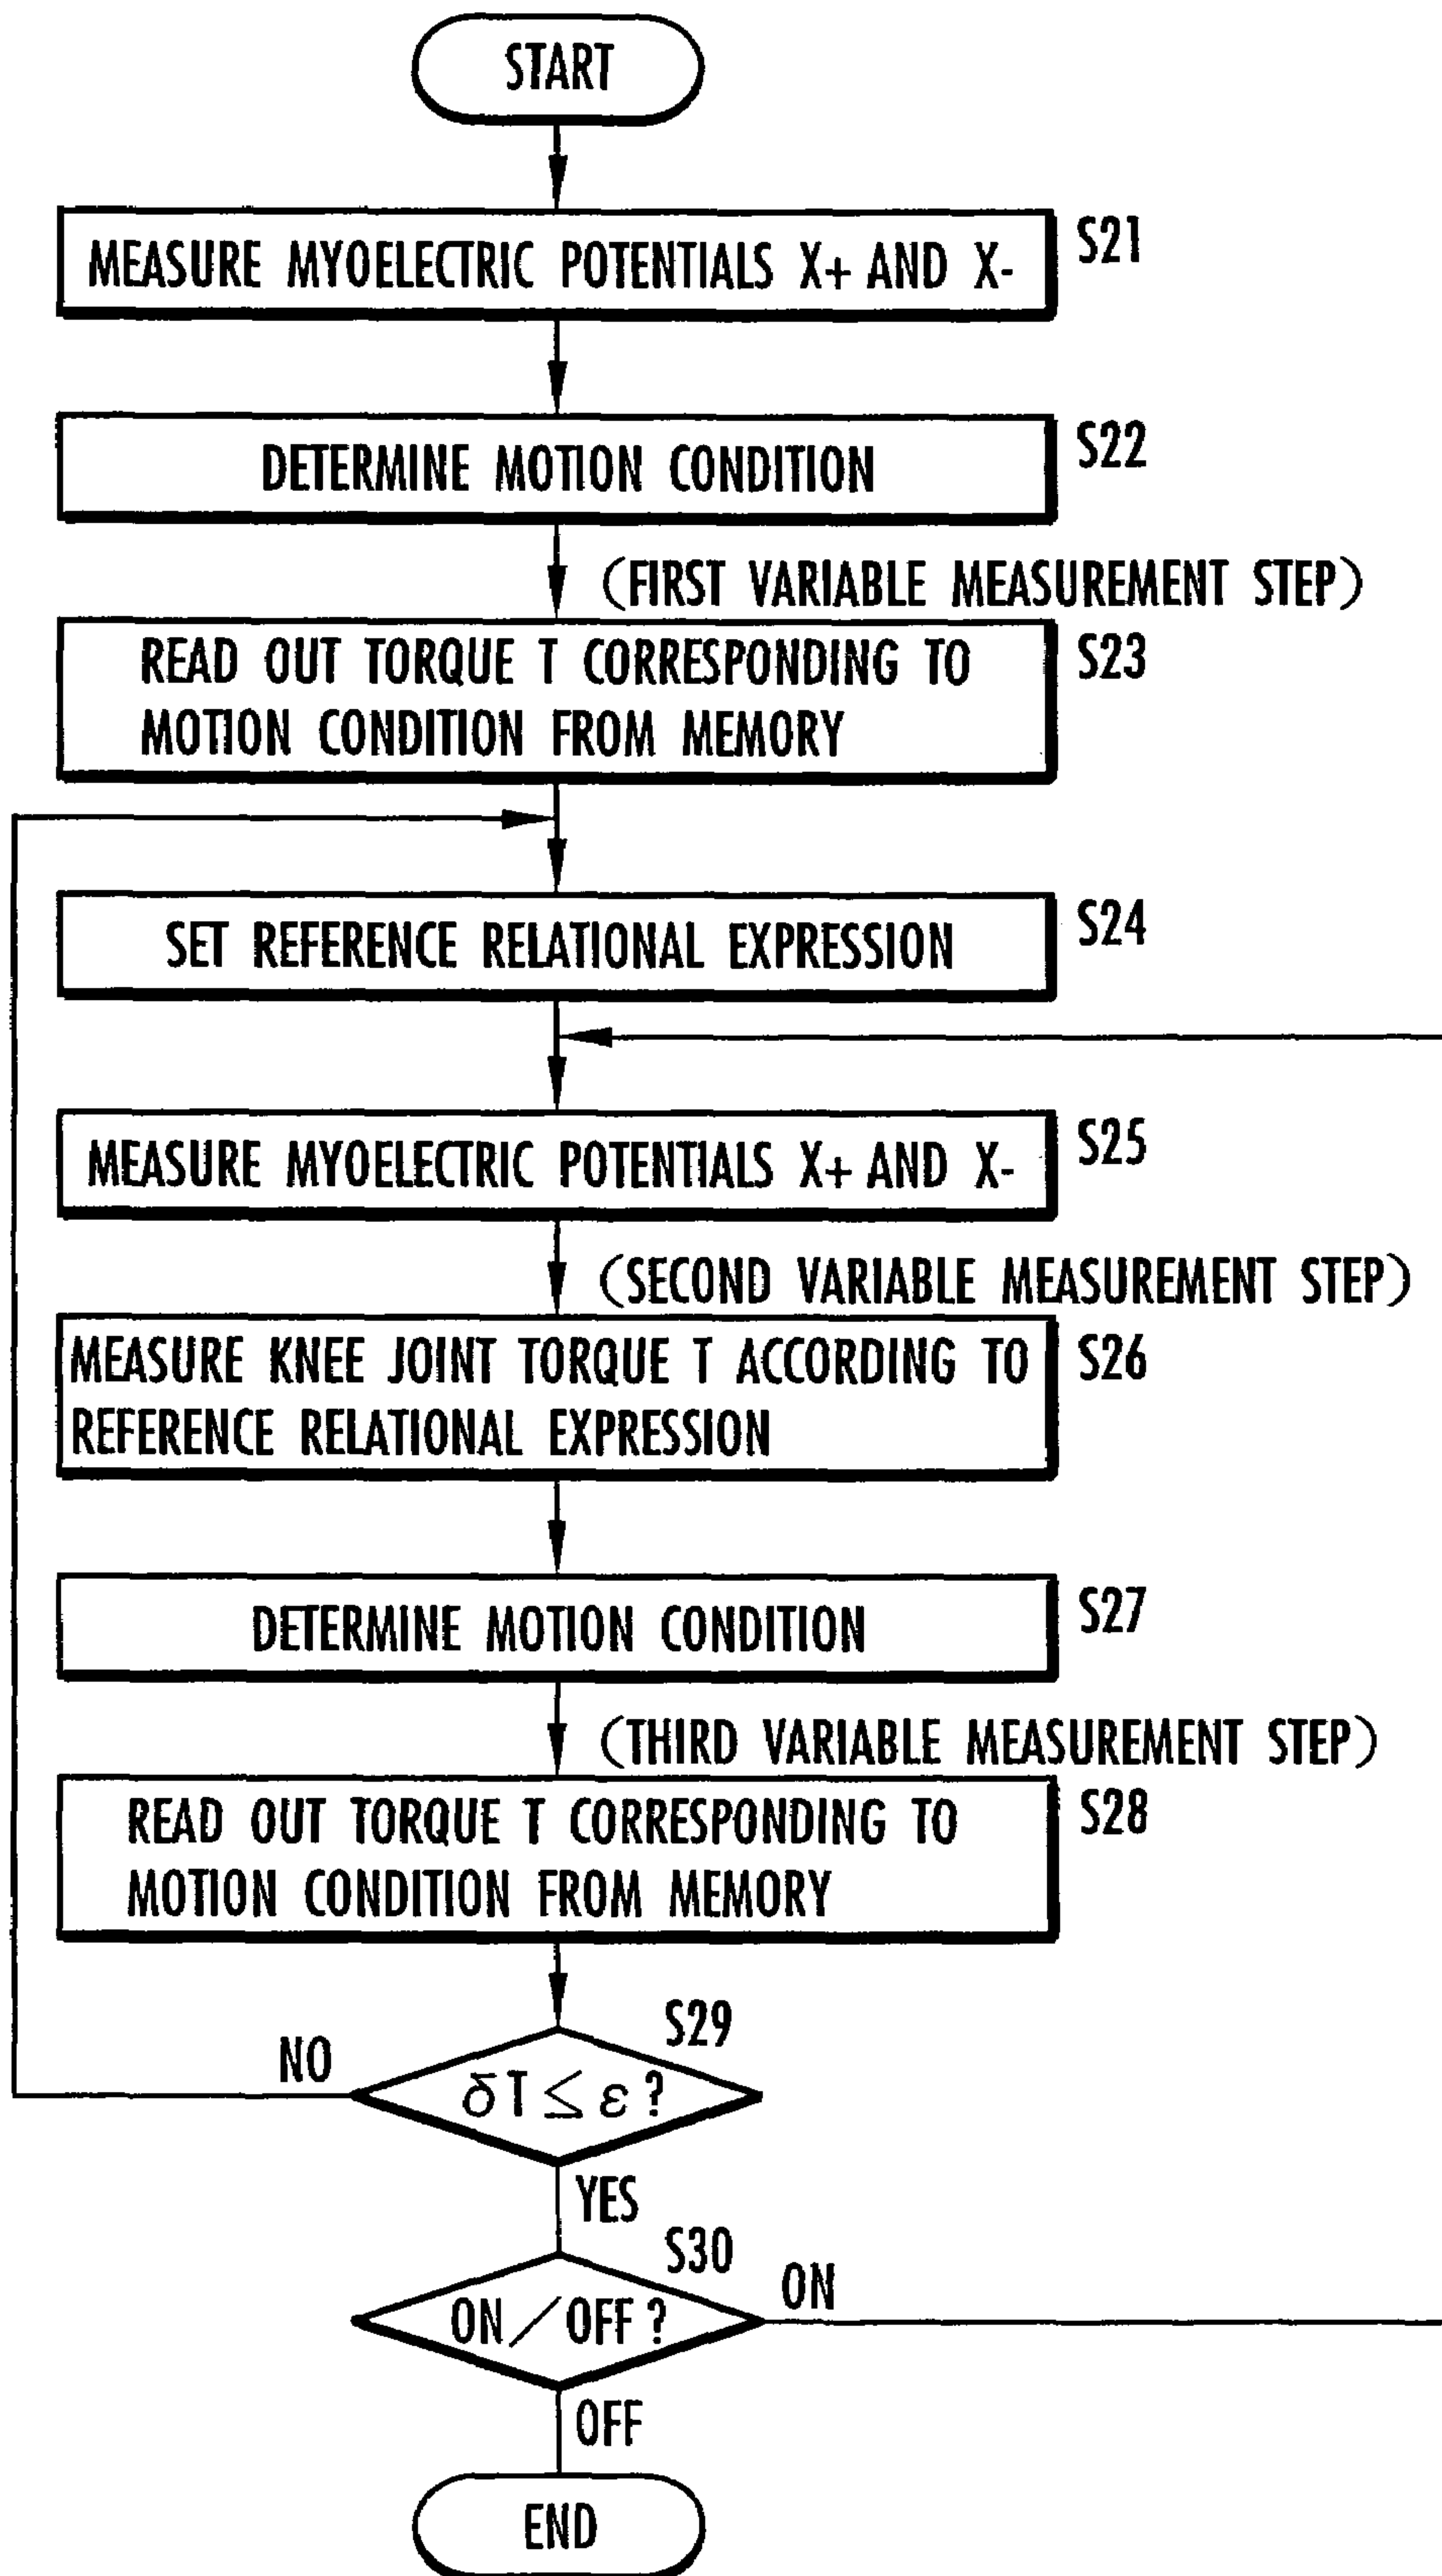 START
MEASURE MYOELECTRIC POTENTIALS X+ AND X-
S21
DETERMINE MOTION CONDITION
S22
(FIRST VARIABLE MEASUREMENT STEP)
READ OUT TORQUE T CORRESPONDING TO
MOTION CONDITION FROM MEMORY
S23
SET REFERENCE RELATIONAL EXPRESSION
S24
MEASURE MYOELECTRIC POTENTIALS X+ AND X-
S25
(SECOND VARIABLE MEASUREMENT STEP)
MEASURE KNEE JOINT TORQUE T ACCORDING TO
REFERENCE RELATIONAL EXPRESSION
S26
DETERMINE MOTION CONDITION
S27
(THIRD VARIABLE MEASUREMENT STEP)
READ OUT TORQUE T CORRESPONDING TO
MOTION CONDITION FROM MEMORY
S28
S29
NO
δT≤ε?
YES
S30
ON/OFF?
ON
OFF
END